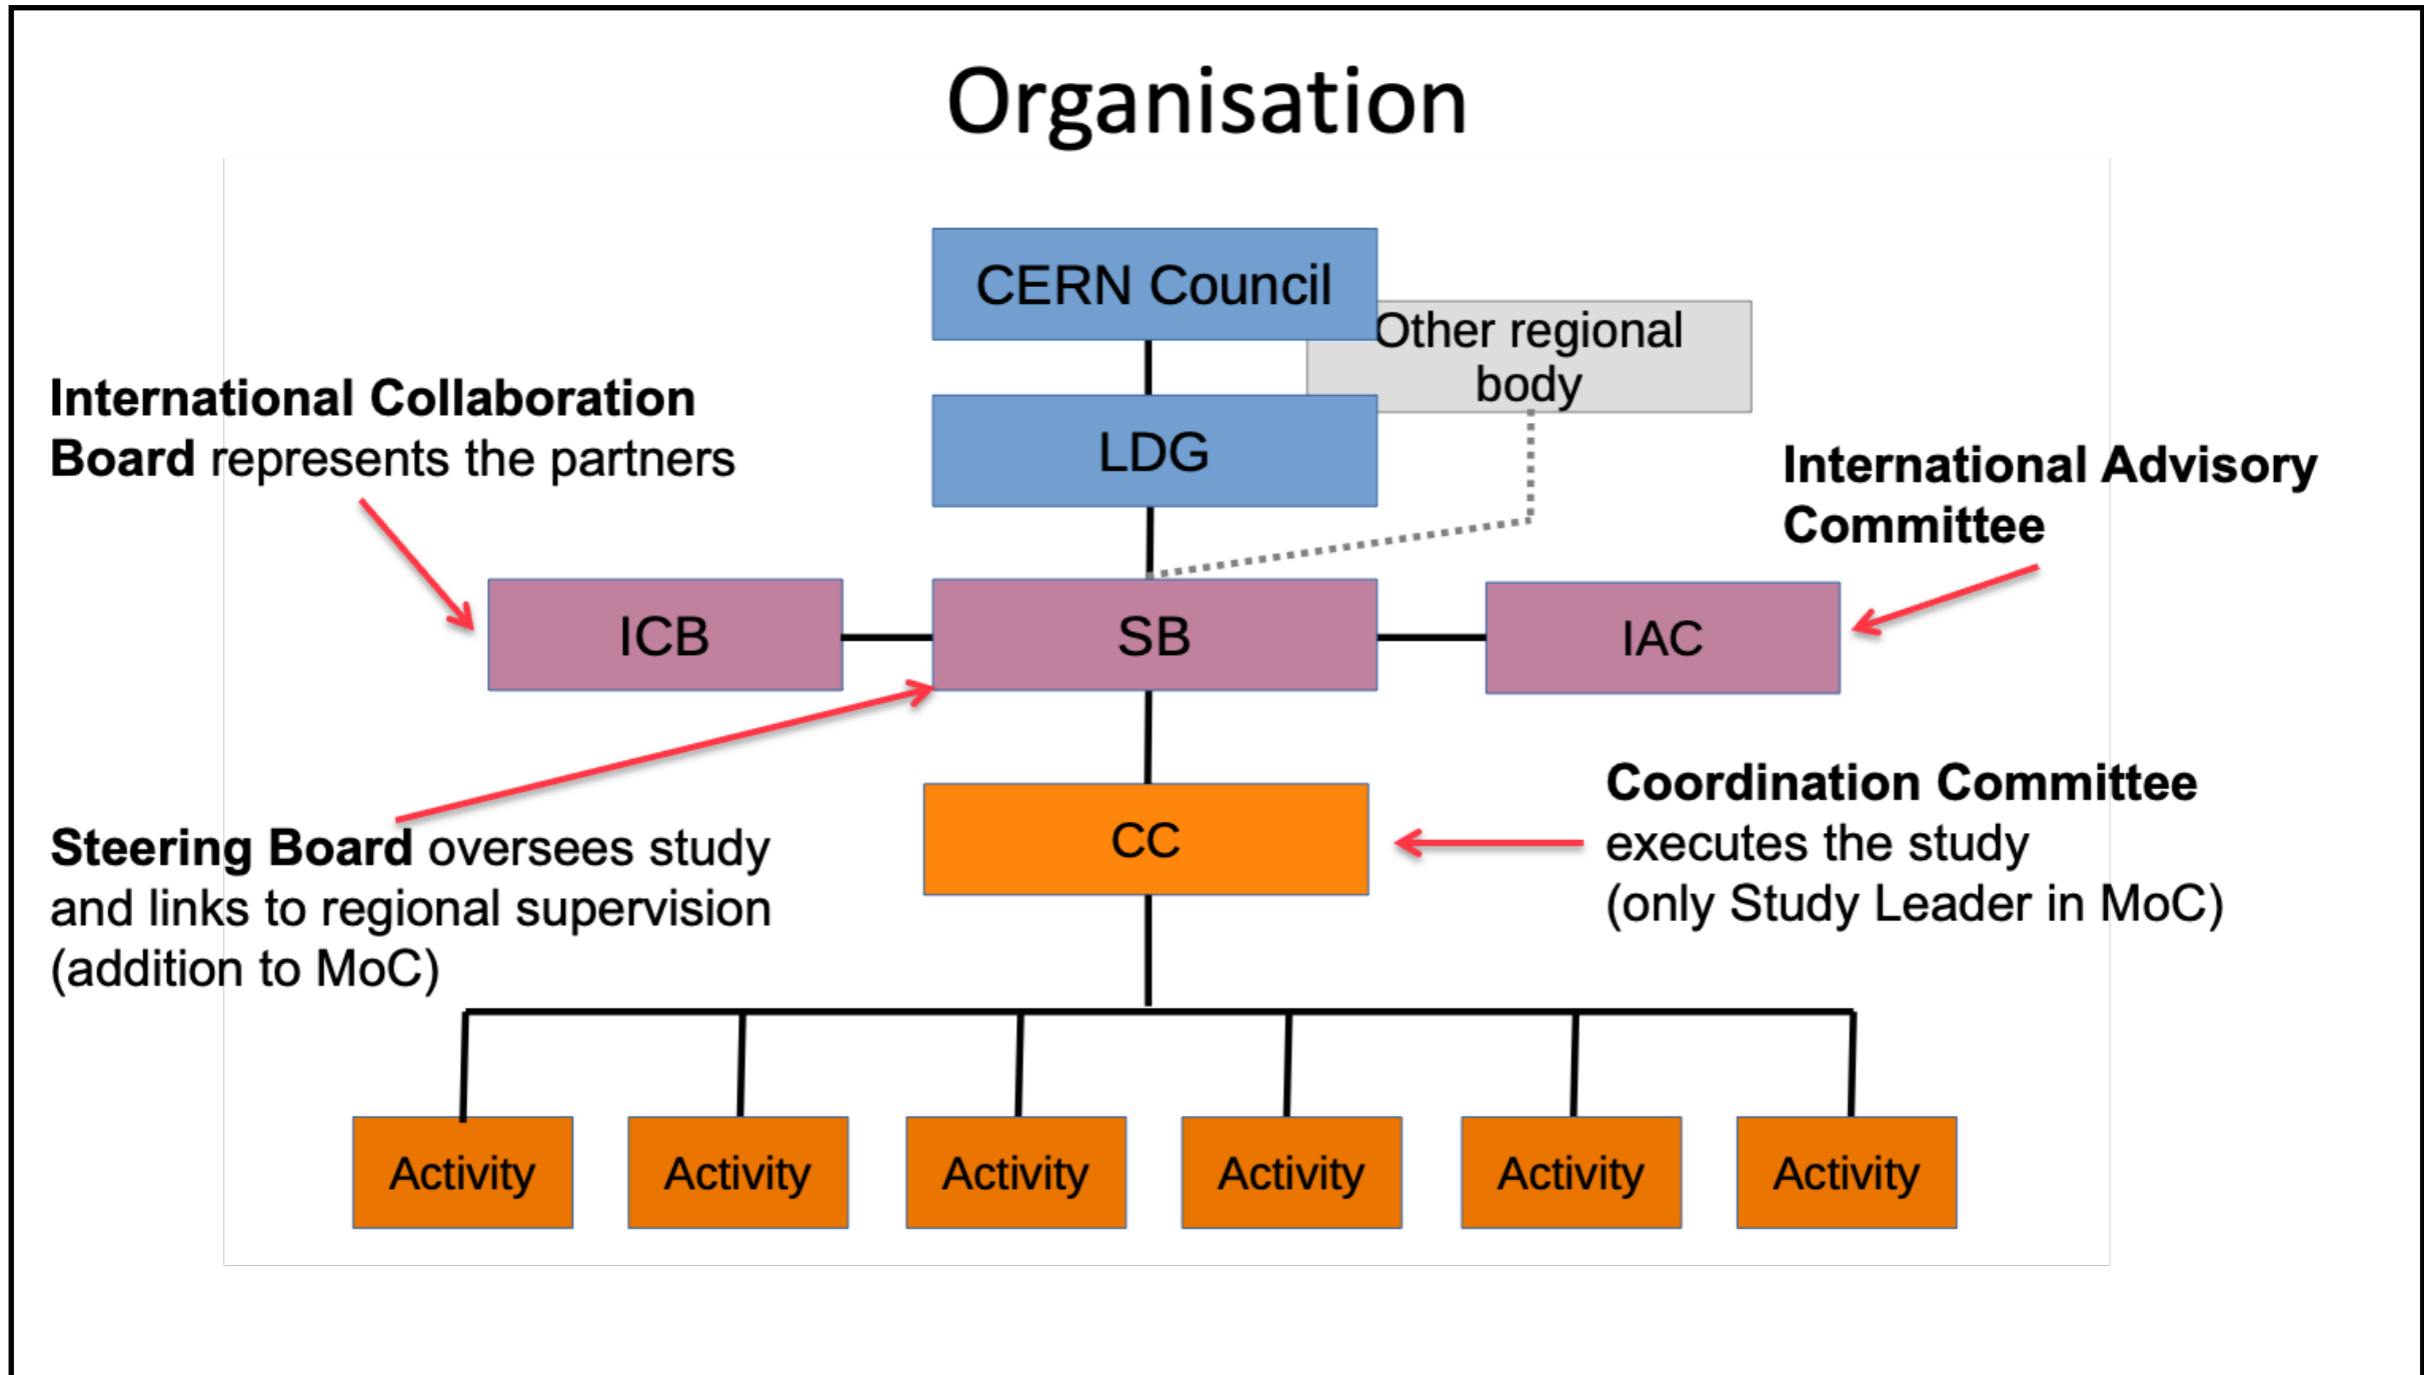 Organisation
CERN Council
Other regional
body
International Collaboration
Board represents the partners
LDG
International Advisory
Committee
ICB
SB
IAC
Steering Board oversees study
and links to regional supervision
(addition to MoC)
CC
Coordination Committee
executes the study
(only Study Leader in MoC)
Activity
Activity
Activity
Activity
Activity
Activity